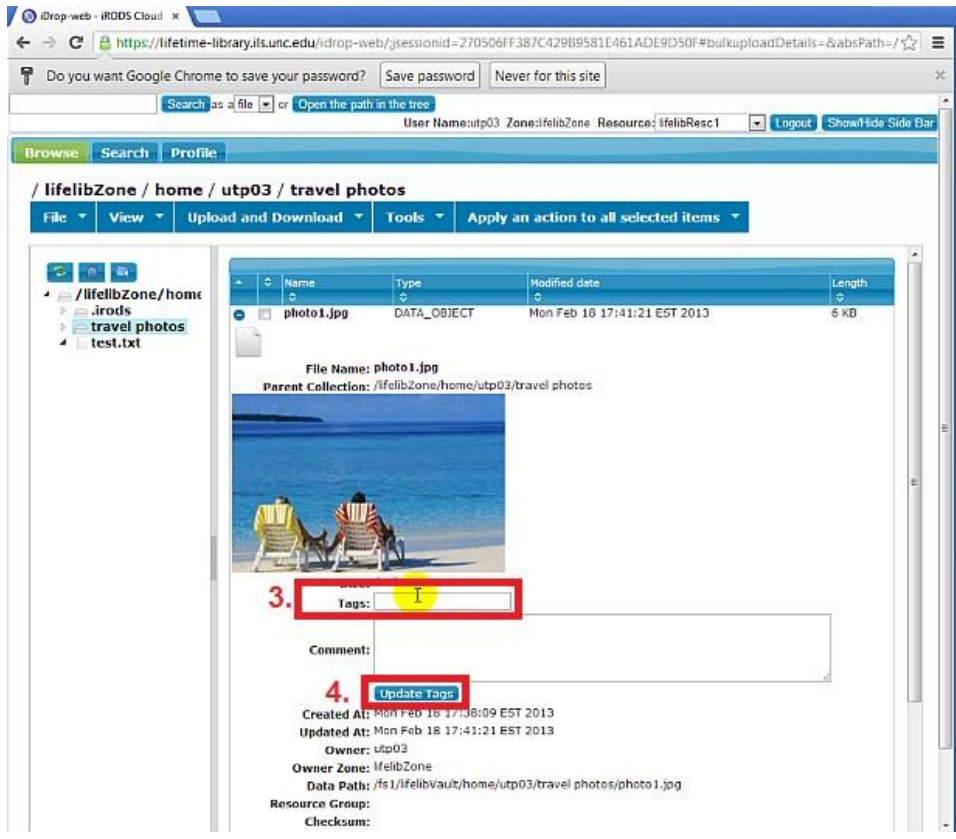 iDrop-web - iRODS Cloud
https://lifetime-library.ils.unc.edu/idrop-web/;jsessionid=270506FF387C429B9581E461ADE9D50F#bulkuploadDetails=&absPath=/
Do you want Google Chrome to save your password? Save password Never for this site
Search as a file or Open the path in the tree
User Name:utp03 Zone:lifelibZone Resource: lifelibResc1 Logout Show/Hide Side Bar
Browse Search Profile
/ lifelibZone / home / utp03 / travel photos
File View Upload and Download Tools Apply an action to all selected items
/lifelibZone/home
.irods
travel photos
test.txt
Name Type Modified date Length
photo1.jpg DATA_OBJECT Mon Feb 18 17:41:21 EST 2013 6 KB
File Name: photo1.jpg
Parent Collection: /lifelibZone/home/utp03/travel photos
3. Tags:
Comment:
4. Update Tags
Created At: Mon Feb 18 17:38:09 EST 2013
Updated At: Mon Feb 18 17:41:21 EST 2013
Owner: utp03
Owner Zone: lifelibZone
Data Path: /fs1/lifelibVault/home/utp03/travel photos/photo1.jpg
Resource Group:
Checksum: